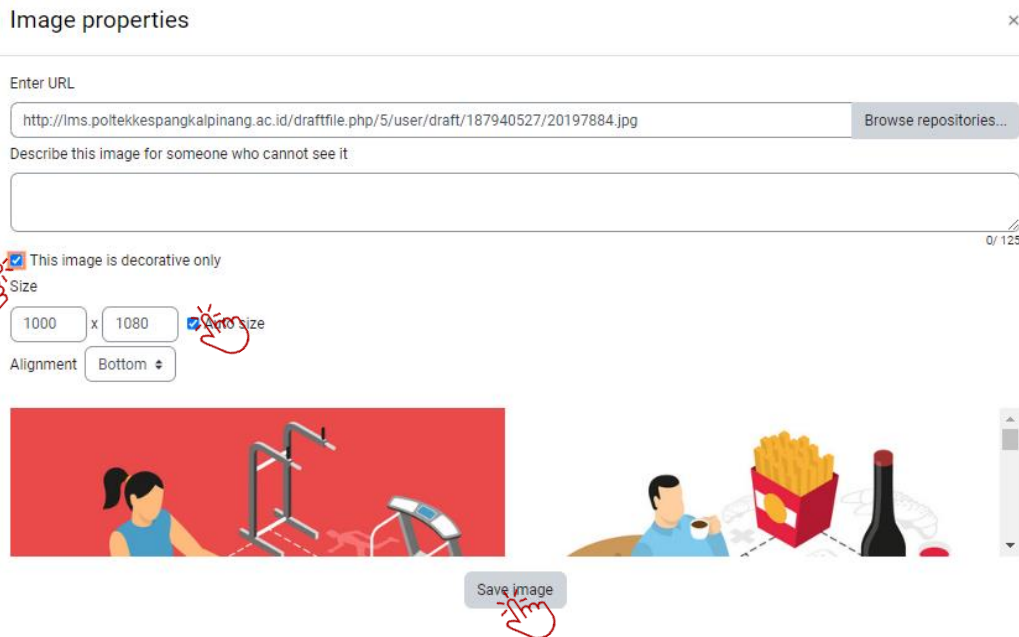 Image properties ×
Enter URL
http://lms.poltekkespangkalpinang.ac.id/draftfile.php/5/user/draft/187940527/20197884.jpg Browse repositories...
Describe this image for someone who cannot see it
0/ 125
This image is decorative only
Size
1000 x 1080 Auto size
Alignment Bottom
Save image